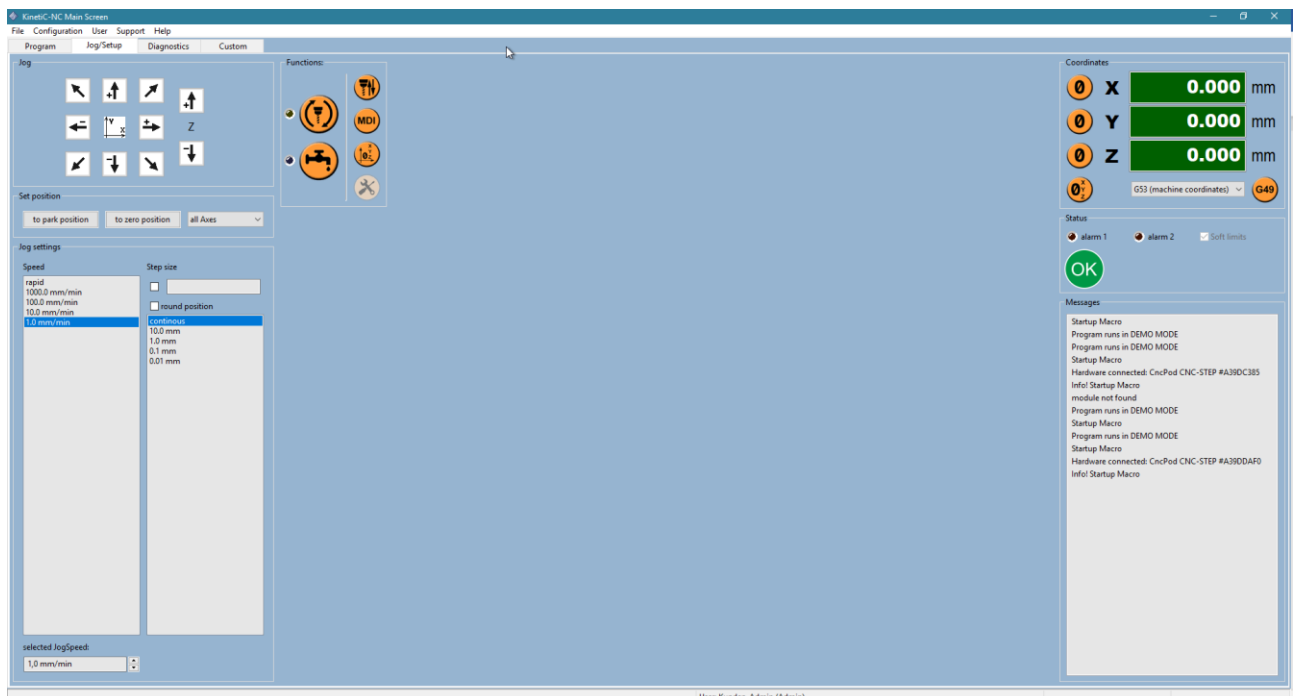 KinetiC-NC Main Screen
File Configuration User Support Help
Program Jog/Setup Diagnostics Custom
Jog
Y
X
Z
Set position
to park position to zero position all Axes
Jog settings
Speed
rapid
1000.0 mm/min
100.0 mm/min
10.0 mm/min
1.0 mm/min
Step size
round position
continous
10.0 mm
1.0 mm
0.1 mm
0.01 mm
selected JogSpeed:
1,0 mm/min
Functions:
MDI
Coordinates
0 X 0.000 mm
0 Y 0.000 mm
0 Z 0.000 mm
0 X Y Z G53 (machine coordinates) G49
Status
alarm 1 alarm 2 Soft limits
OK
Messages
Startup Macro
Program runs in DEMO MODE
Program runs in DEMO MODE
Startup Macro
Hardware connected: CncPod CNC-STEP #A39DC385
Info! Startup Macro
module not found
Program runs in DEMO MODE
Startup Macro
Program runs in DEMO MODE
Startup Macro
Hardware connected: CncPod CNC-STEP #A39DDAF0
Info! Startup Macro